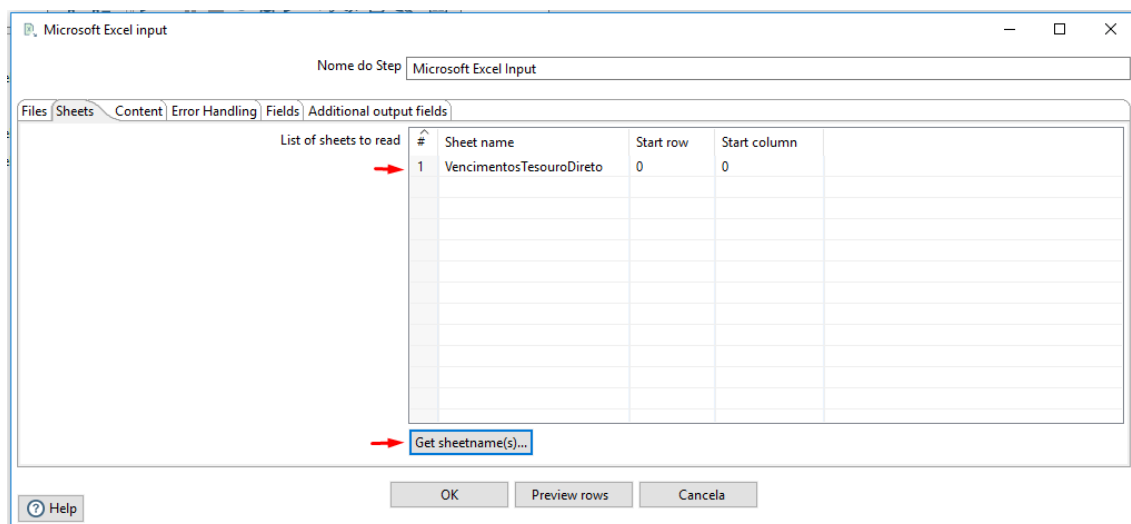 Microsoft Excel input
Nome do Step Microsoft Excel Input
Files Sheets Content Error Handling Fields Additional output fields
List of sheets to read # Sheet name Start row Start column
1 VencimentosTesouroDireto 0 0
Get sheetname(s)...
OK Preview rows Cancela
Help